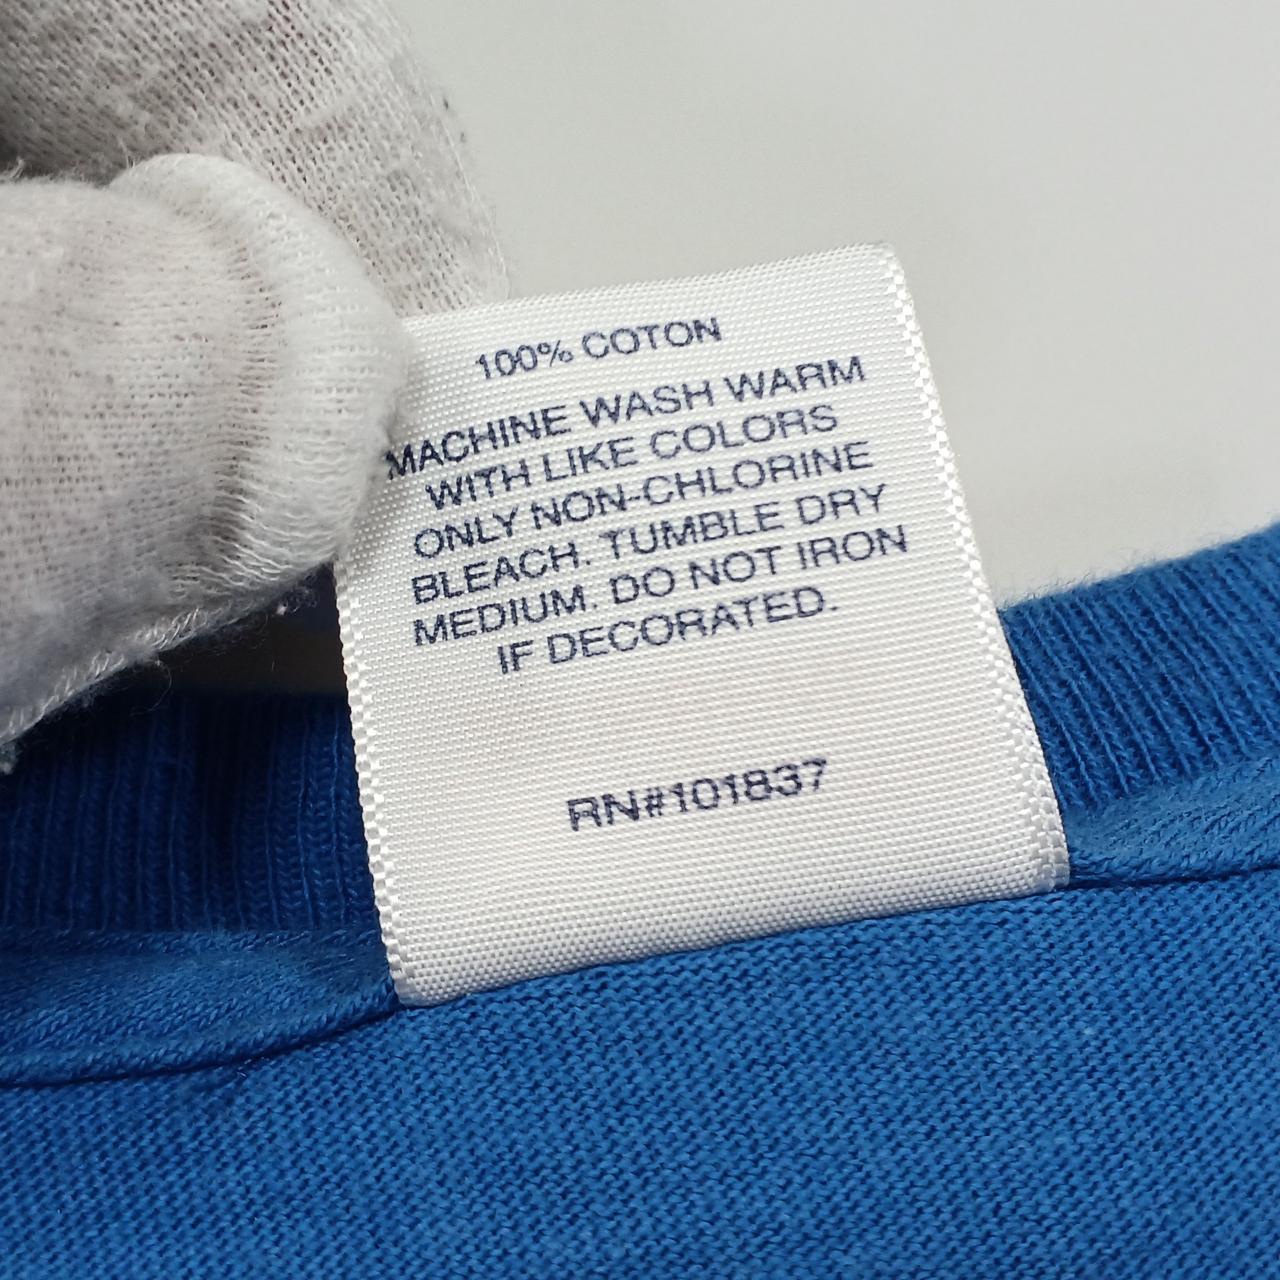 100% COTON
MACHINE WASH WARM
WITH LIKE COLORS
ONLY NON-CHLORINE
BLEACH. TUMBLE DRY
MEDIUM. DO NOT IRON
IF DECORATED.
RN#101837